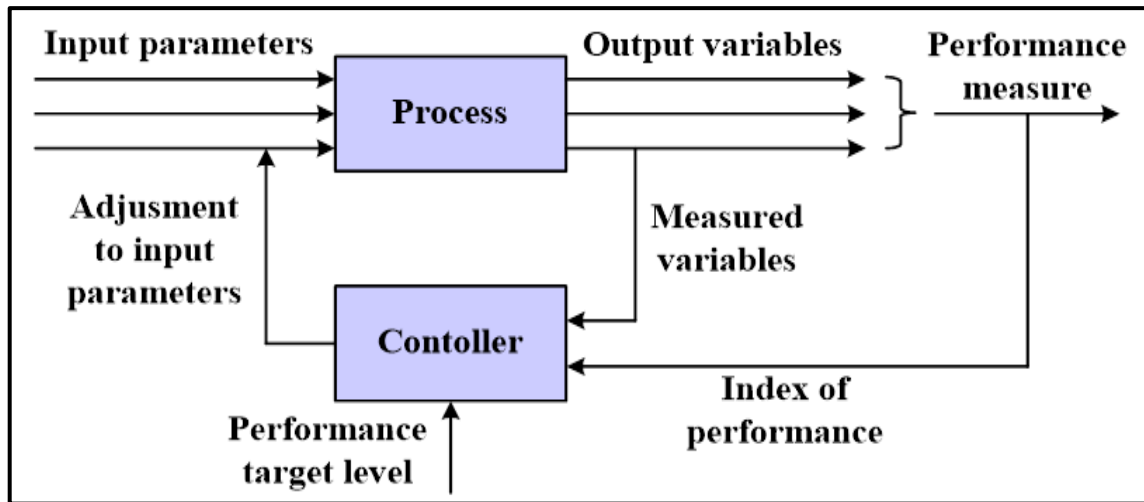 Input parameters
Output variables
Performance
measure
Process
Adjusment
to input
parameters
Measured
variables
Contoller
Index of
performance
Performance
target level